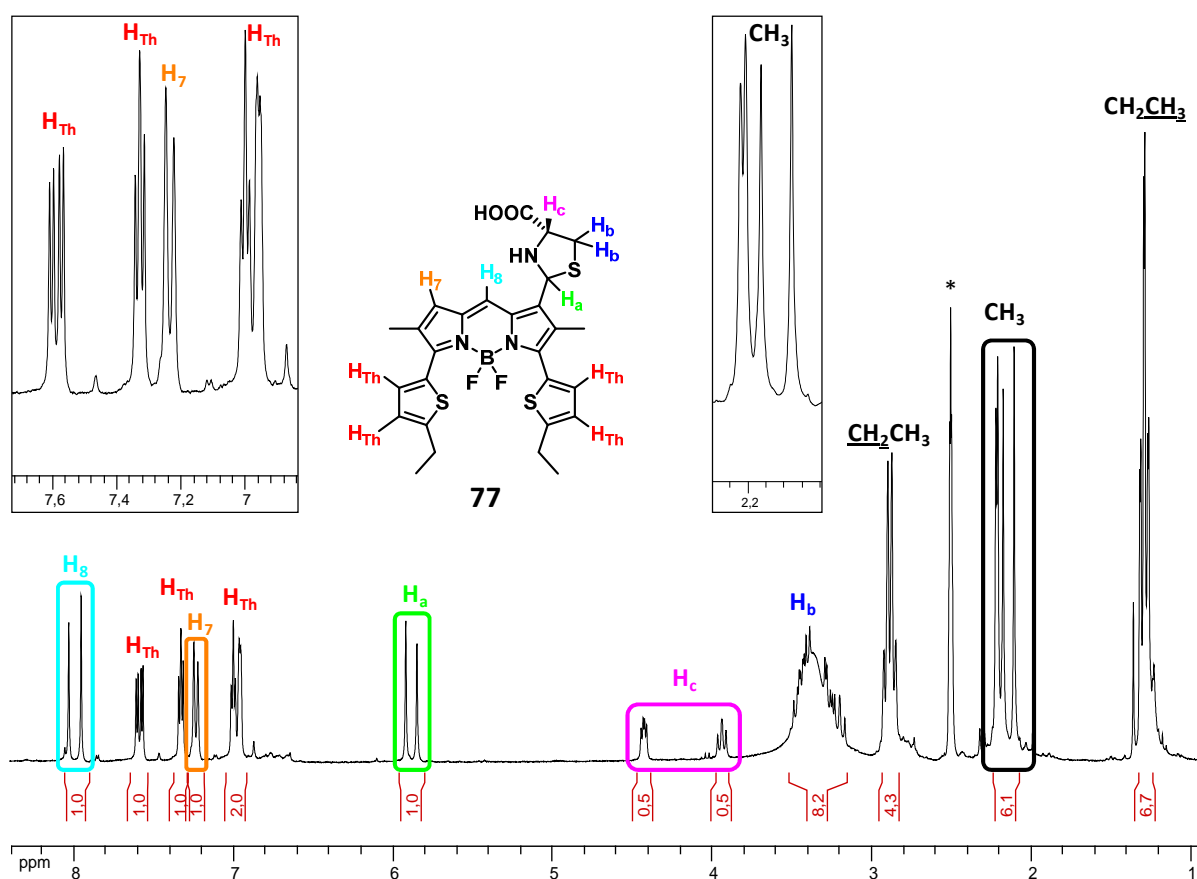 H_Th
H_Th
H_Th
H_7
7,6
7,4
7,2
7
CH_3
2,2
HOOC
H_c
H_b
H_b
HN
S
H_a
H_8
H_7
N
N
B
F
F
H_Th
H_Th
H_Th
H_Th
S
S
77
CH_2CH_3
*
CH_3
CH_2CH_3
H_8
H_Th
H_Th
H_7
H_Th
H_a
H_c
H_b
1,0
1,0
1,0
1,0
2,0
1,0
0,5
0,5
8,2
4,3
6,1
6,7
ppm
8
7
6
5
4
3
2
1